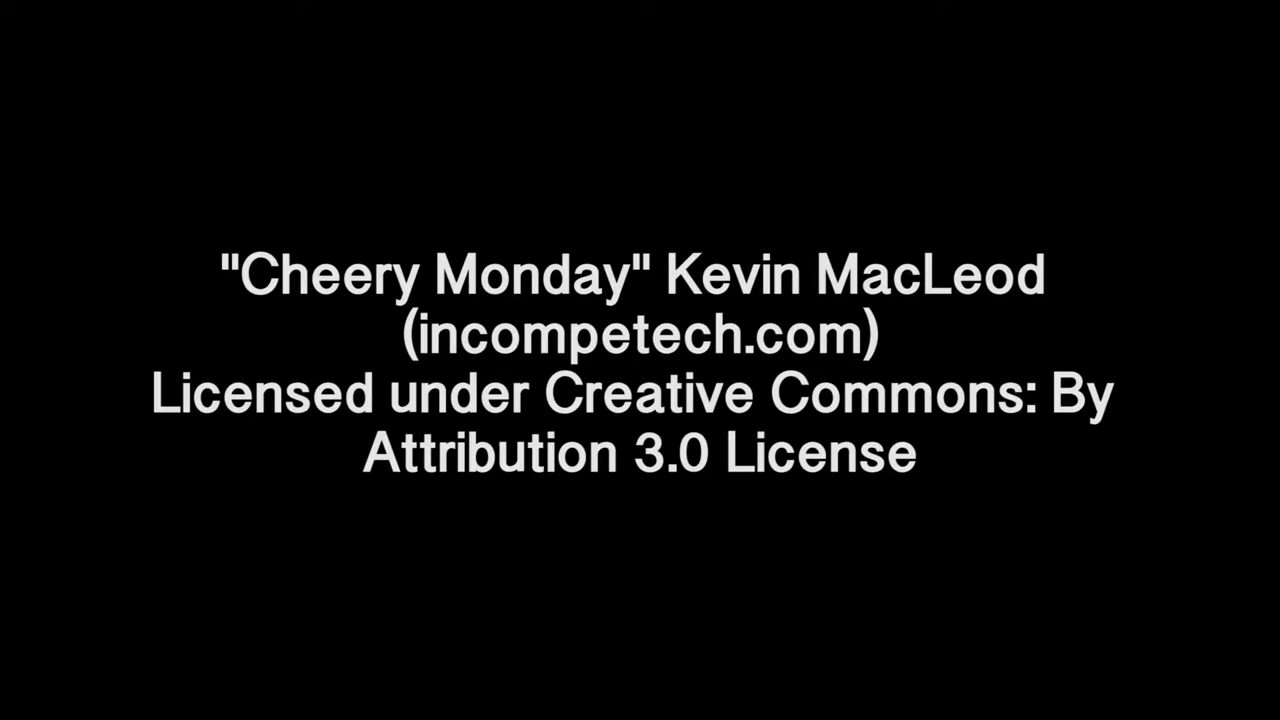 "Cheery Monday" Kevin MacLeod
(incompetech.com)
Licensed under Creative Commons: By
Attribution 3.0 License